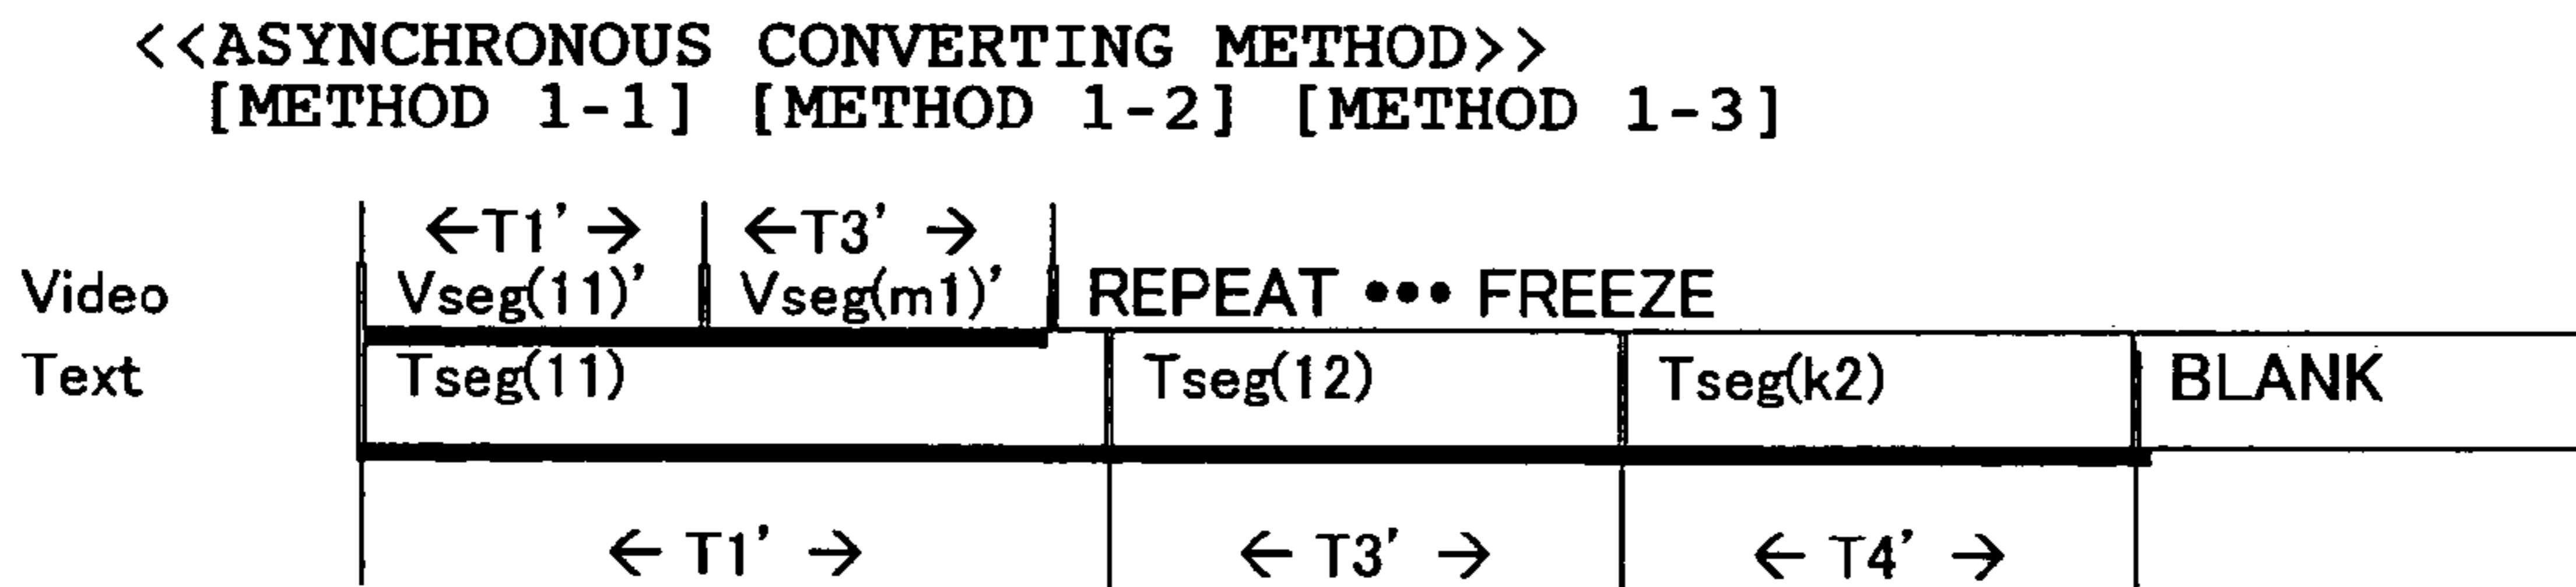 <<ASYNCHRONOUS CONVERTING METHOD>>
[METHOD 1-1] [METHOD 1-2] [METHOD 1-3]
←T1’→ ←T3’ →
Video Vseg(11)’ Vseg(m1)’ REPEAT ••• FREEZE
Text Tseg(11) Tseg(12) Tseg(k2) BLANK
← T1’ → ← T3’ → ← T4’ →